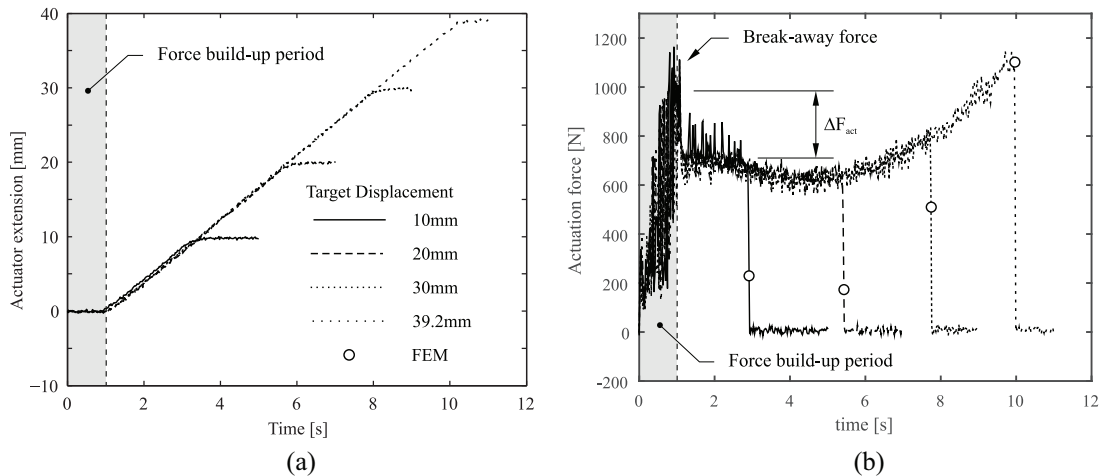 40
30
20
10
0
−10
Actuator extension [mm]
Force build-up period
Target Displacement
10mm
20mm
30mm
39.2mm
FEM
0 2 4 6 8 10 12
Time [s]
(a)
1200
1000
800
600
400
200
0
-200
Actuation force [N]
Break-away force
ΔFact
Force build-up period
0 2 4 6 8 10 12
time [s]
(b)